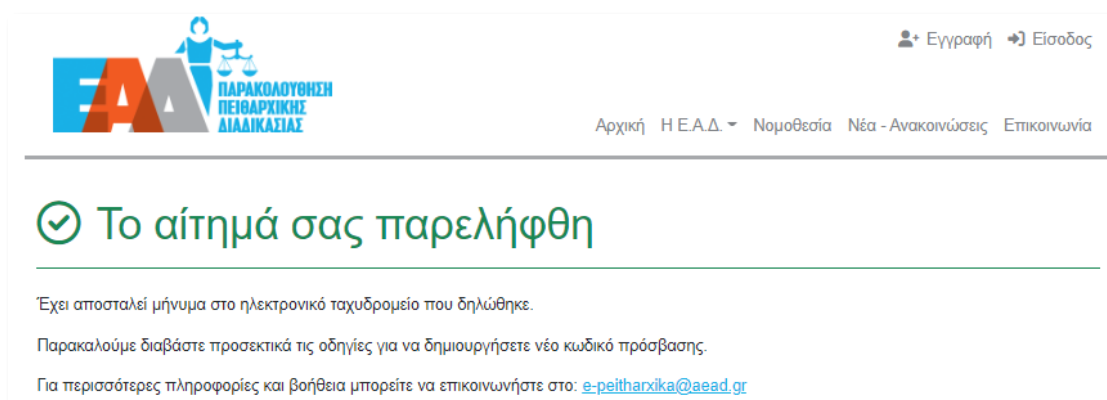 ΕΑΔ
ΠΑΡΑΚΟΛΟΥΘΗΣΗ
ΠΕΙΘΑΡΧΙΚΗΣ
ΔΙΑΔΙΚΑΣΙΑΣ
Εγγραφή Είσοδος
Αρχική Η Ε.Α.Δ. Νομοθεσία Νέα - Ανακοινώσεις Επικοινωνία
Το αίτημά σας παρελήφθη
Έχει αποσταλεί μήνυμα στο ηλεκτρονικό ταχυδρομείο που δηλώθηκε.
Παρακαλούμε διαβάστε προσεκτικά τις οδηγίες για να δημιουργήσετε νέο κωδικό πρόσβασης.
Για περισσότερες πληροφορίες και βοήθεια μπορείτε να επικοινωνήστε στο: e-peitharxika@aead.gr